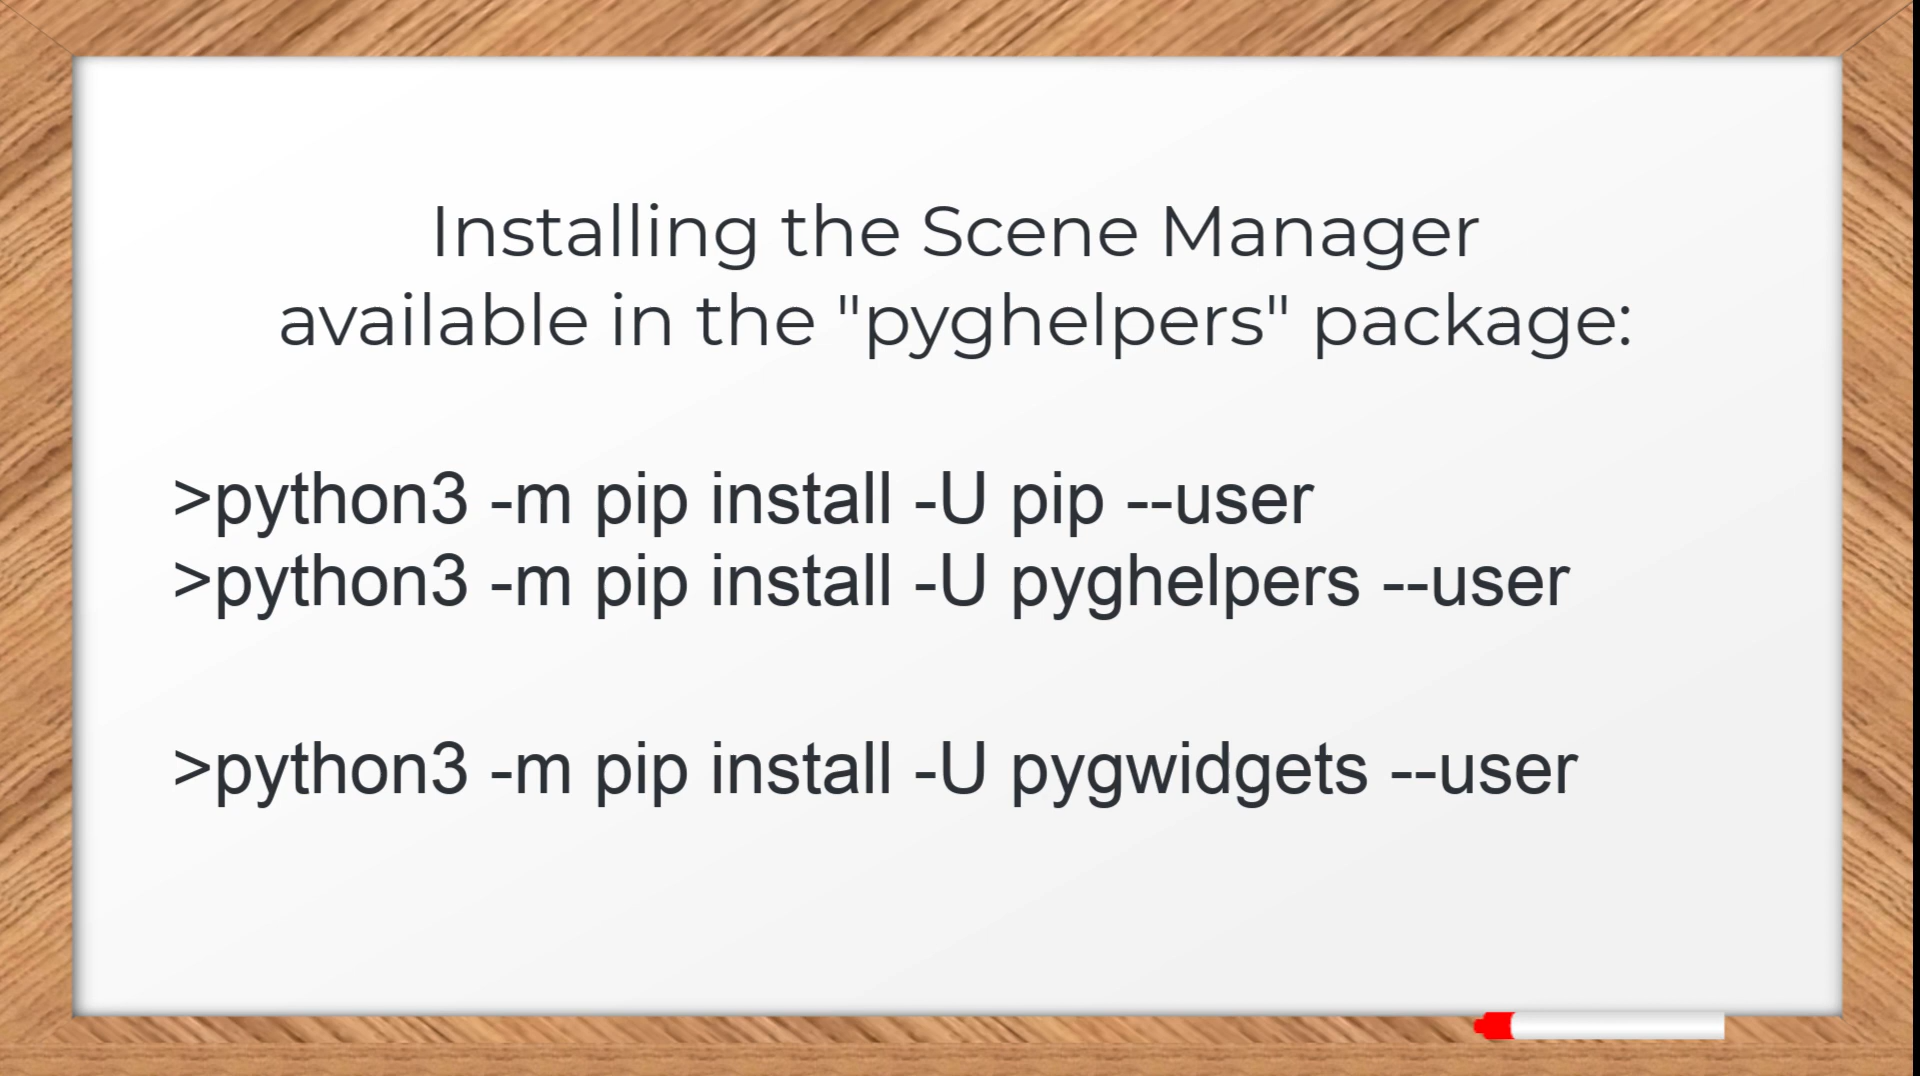 Installing the Scene Manager
available in the "pyghelpers" package:
>python3 -m pip install -U pip --user
>python3 -m pip install -U pyghelpers --user
>python3 -m pip install -U pygwidgets --user